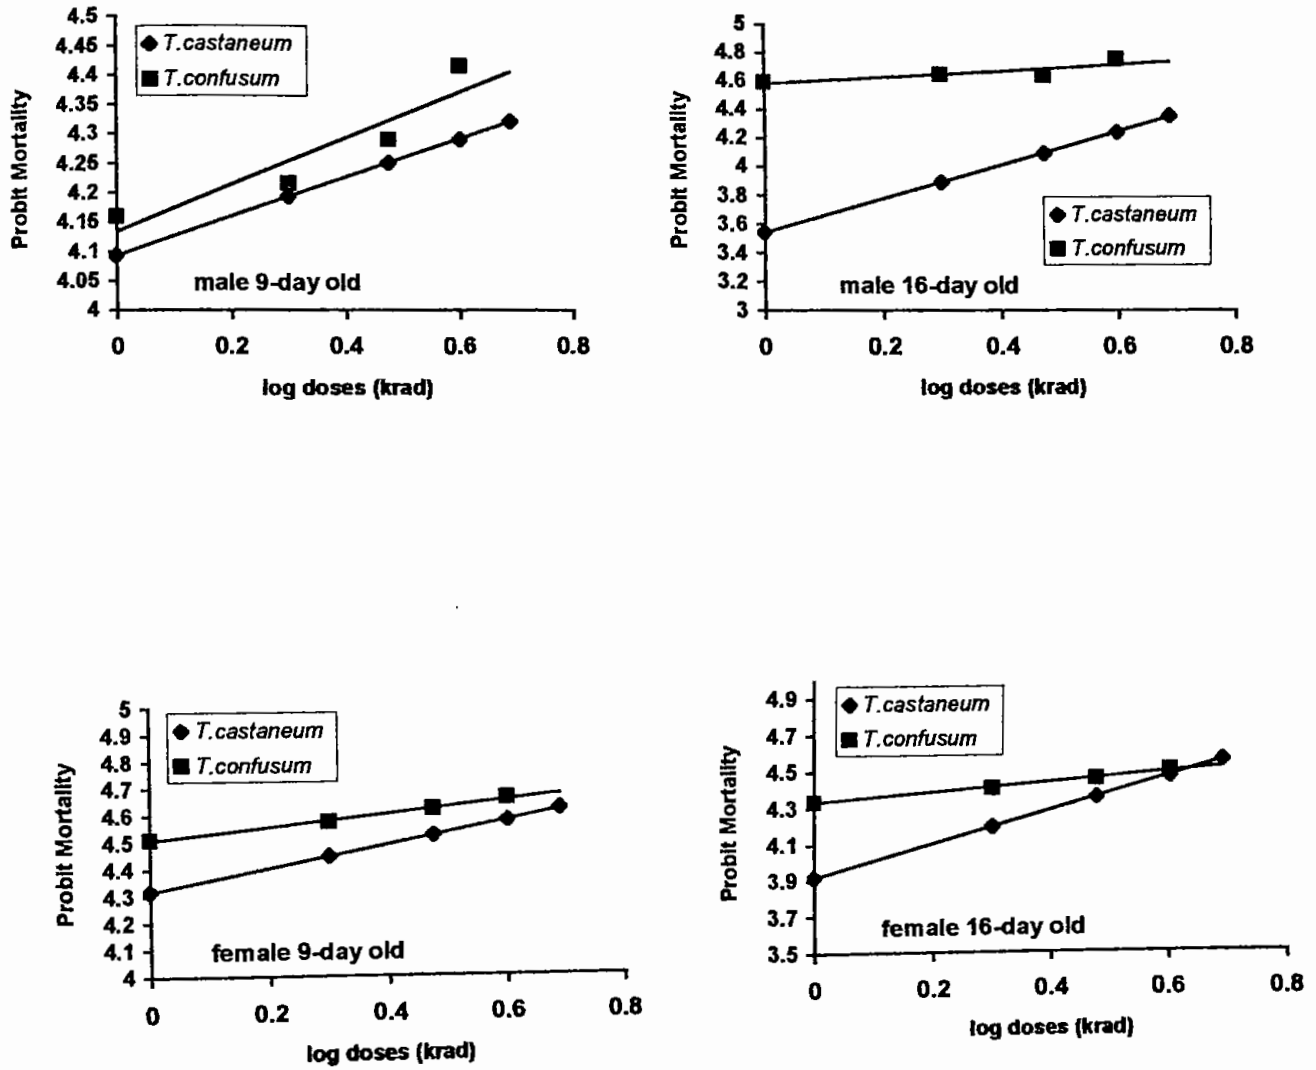 4.5
4.45
4.4
4.35
4.3
4.25
4.2
4.15
4.1
4.05
4
Probit Mortality
T.castaneum
T.confusum
male 9-day old
0 0.2 0.4 0.6 0.8
log doses (krad)
5
4.8
4.6
4.4
4.2
4
3.8
3.6
3.4
3.2
3
Probit Mortality
T.castaneum
T.confusum
male 16-day old
0 0.2 0.4 0.6 0.8
log doses (krad)
5
4.9
4.8
4.7
4.6
4.5
4.4
4.3
4.2
4.1
4
Probit Mortality
T.castaneum
T.confusum
female 9-day old
0 0.2 0.4 0.6 0.8
log doses (krad)
4.9
4.7
4.5
4.3
4.1
3.9
3.7
3.5
Probit Mortality
T.castaneum
T.confusum
female 16-day old
0 0.2 0.4 0.6 0.8
log doses (krad)